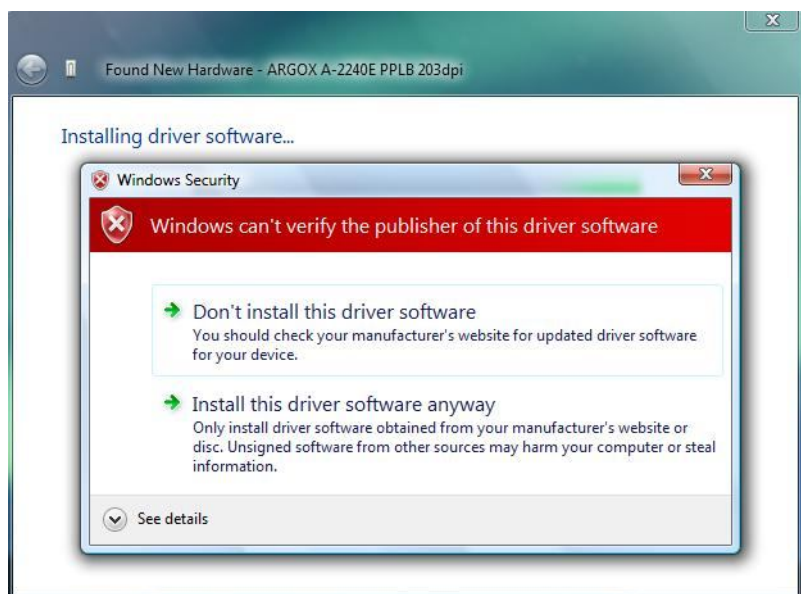 Found New Hardware - ARGOX A-2240E PPLB 203dpi
Installing driver software...
Windows Security
Windows can't verify the publisher of this driver software
Don't install this driver software
You should check your manufacturer's website for updated driver software
for your device.
Install this driver software anyway
Only install driver software obtained from your manufacturer's website or
disc. Unsigned software from other sources may harm your computer or steal
information.
See details